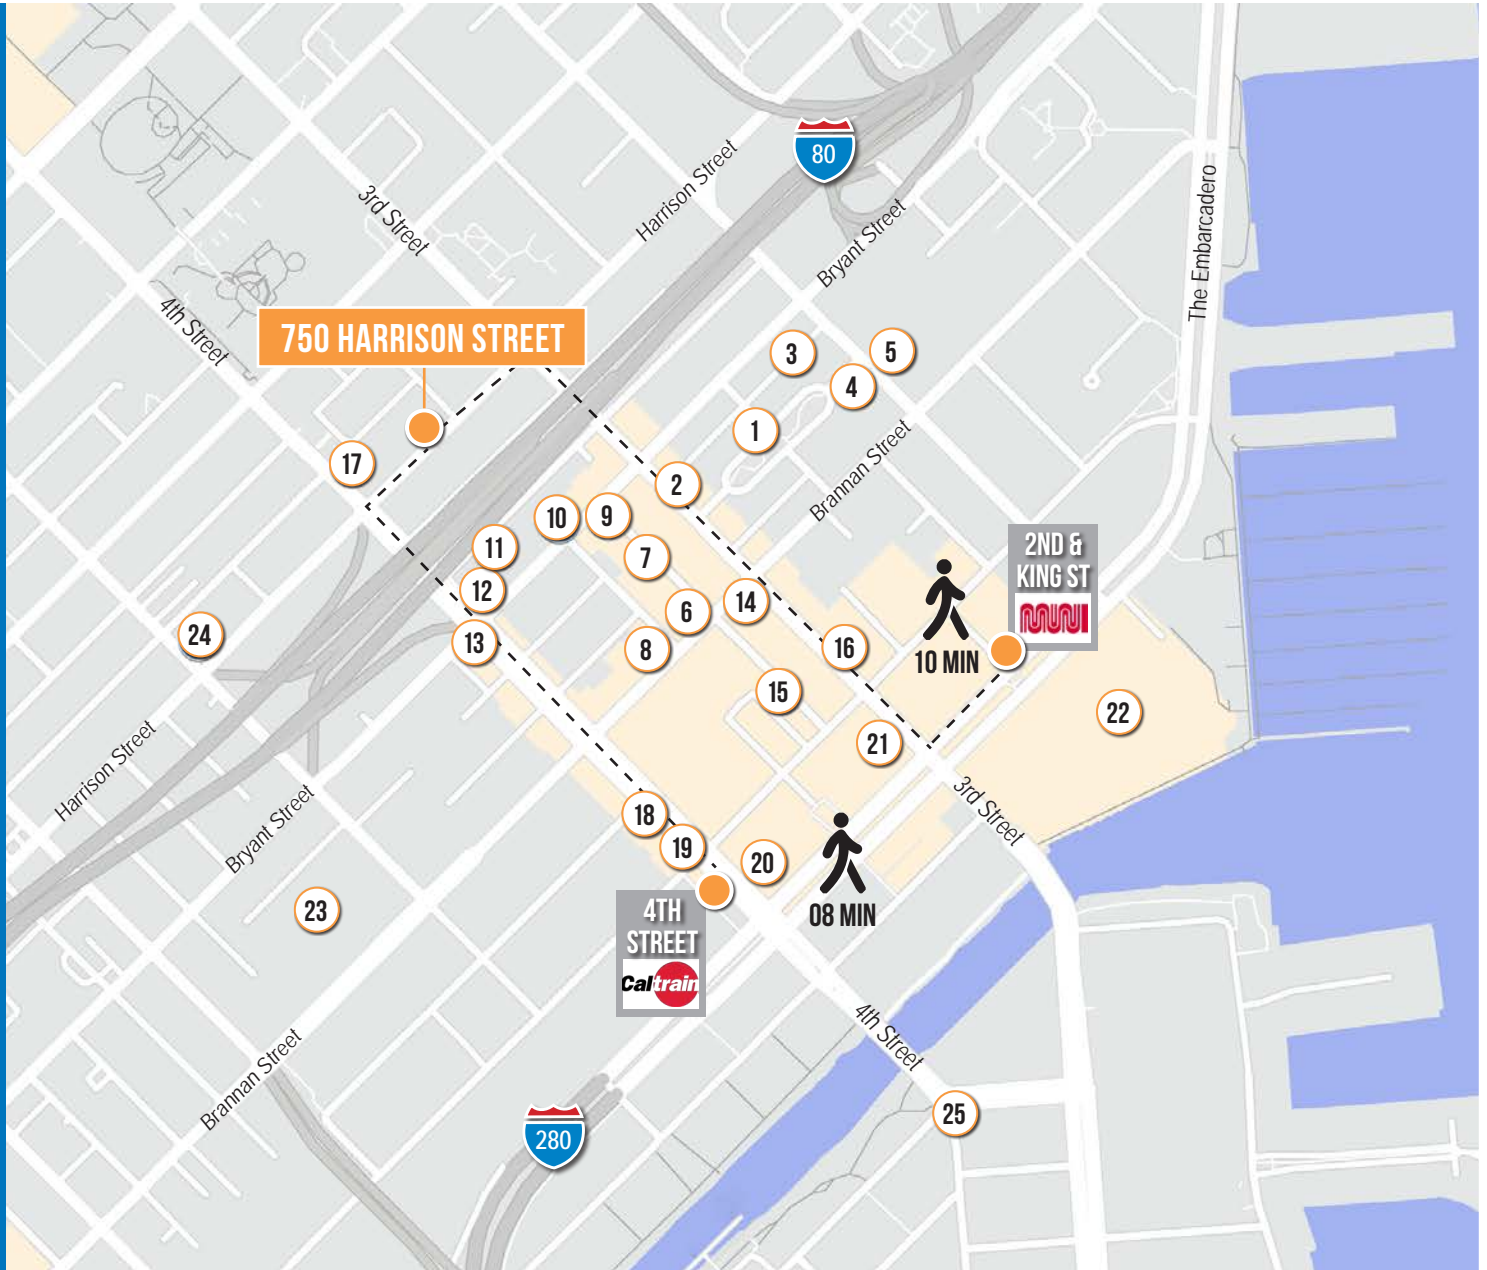 80
Harrison Street
3rd Street
Bryant Street
The Embarcadero
4th Street
750 HARRISON STREET
3
5
4
1
Brannan Street
17
2
10
9
11
7
2ND &
KING ST
MUNI
12
14
6
24
13
8
16
10 MIN
15
22
21
Harrison Street
Bryant Street
3rd Street
18
19
20
08 MIN
23
4TH
STREET
Caltrain
4th Street
Brannan Street
25
280